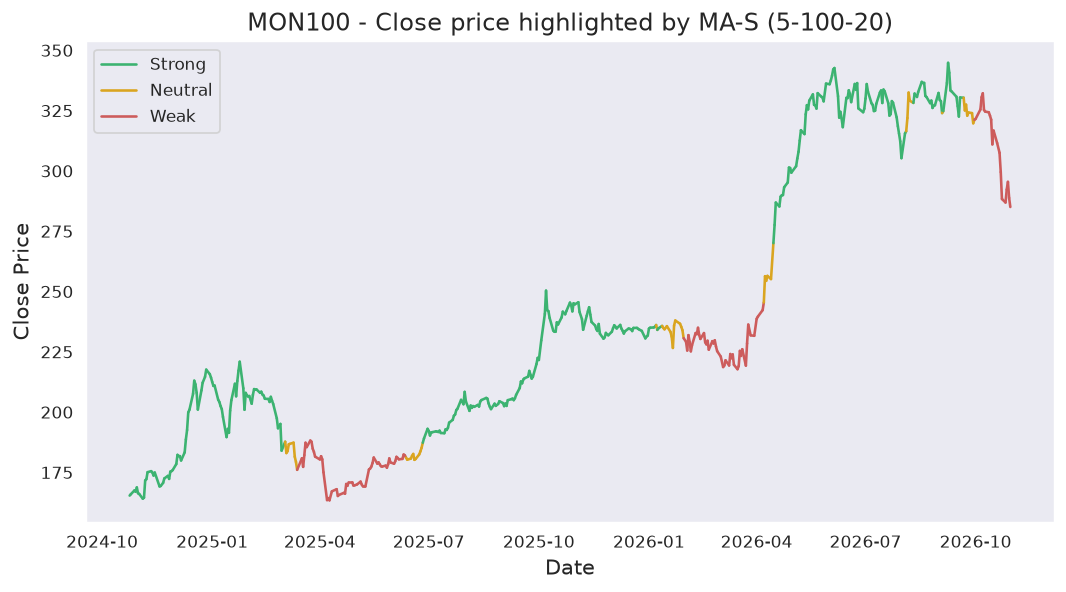 MON100 - Close price highlighted by MA-S (5-100-20)
Strong
Neutral
Weak
350
325
300
275
250
225
200
175
Close Price
2024-10
2025-01
2025-04
2025-07
2025-10
2026-01
2026-04
2026-07
2026-10
Date